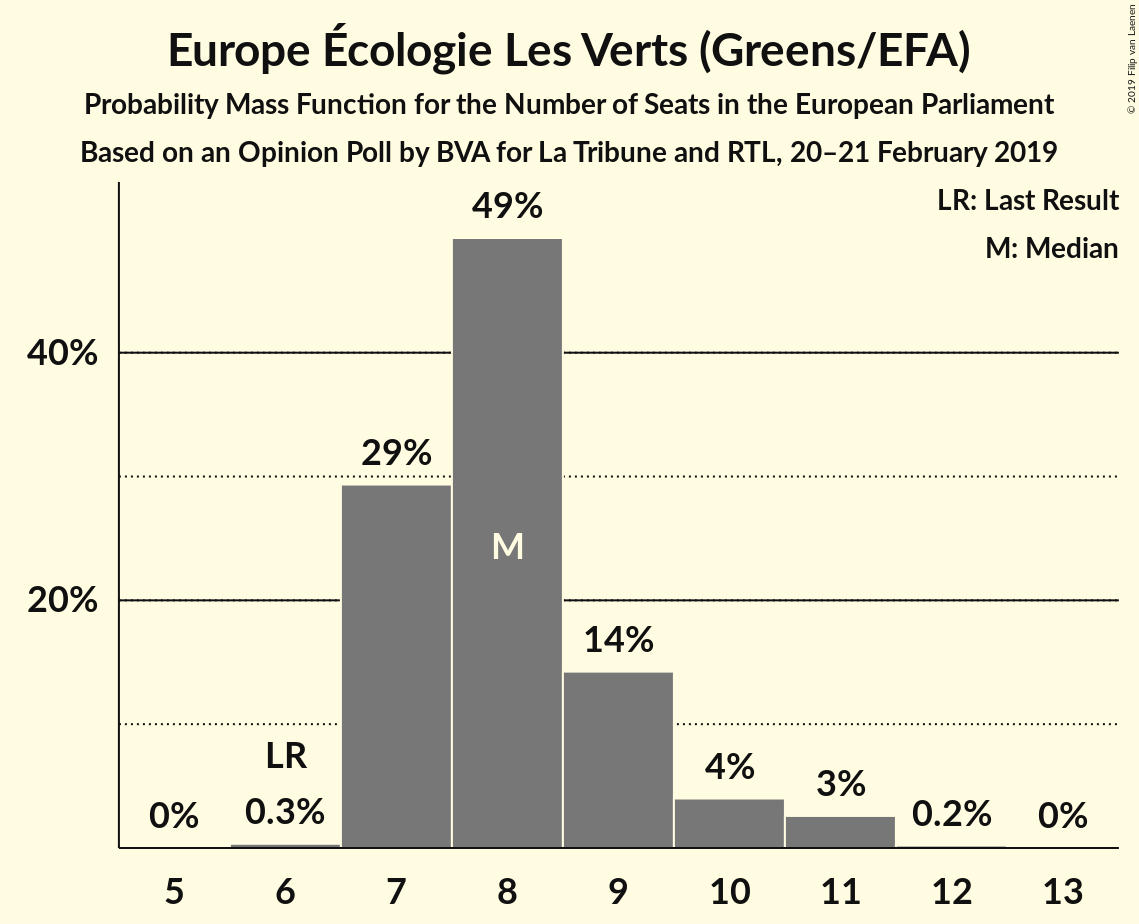 Europe Écologie Les Verts (Greens/EFA)
Probability Mass Function for the Number of Seats in the European Parliament
Based on an Opinion Poll by BVA for La Tribune and RTL, 20–21 February 2019
© 2019 Filip van Laenen
LR: Last Result
M: Median
49%
40%
29%
M
20%
14%
LR
4%
3%
0%
0.3%
0.2%
0%
5 6 7 8 9 10 11 12 13